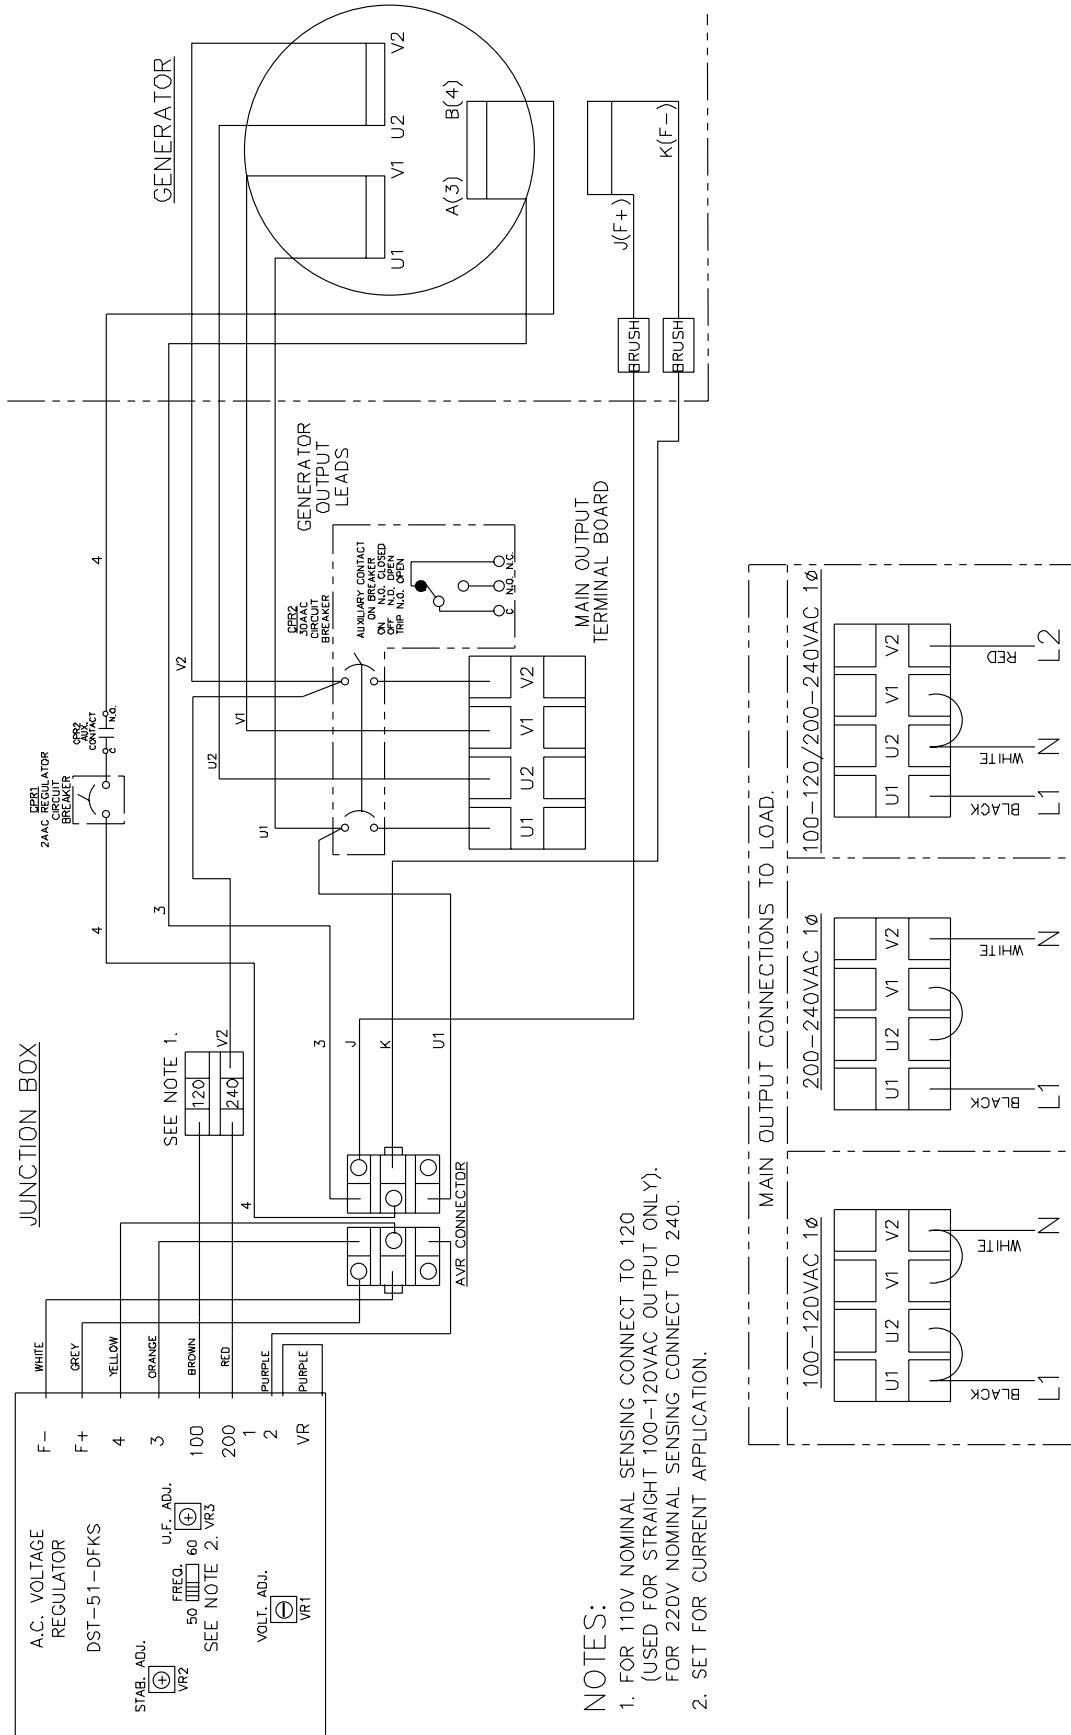 JUNCTION BOX
GENERATOR
A.C. VOLTAGE
REGULATOR
DST-51-DFKS
STAB. ADJ.
VR2
FREQ.
50
60
U.F. ADJ.
VR3
SEE NOTE 2.
VOLT. ADJ.
VR1
F-
F+
4
3
100
200
1
2
VR
WHITE
GREY
YELLOW
ORANGE
BROWN
RED
PURPLE
PURPLE
SEE NOTE 1.
120
240
V2
4
AVR CONNECTOR
3
J
K
U1
4
3
CPR1
2AAC REGULATOR
CIRCUIT
BREAKER
CPR2
AUX.
CONTACT
C
N.O.
4
V2
U2
V1
U1
CPR2
30AAC
CIRCUIT
BREAKER
AUXILIARY CONTACT
ON BREAKER
ON N.O. CLOSED
OFF N.O. OPEN
TRIP N.O. OPEN
C
N.O.
N.C.
GENERATOR
OUTPUT
LEADS
MAIN OUTPUT
TERMINAL BOARD
U1
U2
V1
V2
U1
V1
U2
V2
A(3)
B(4)
J(F+)
K(F-)
BRUSH
BRUSH
NOTES:
1. FOR 110V NOMINAL SENSING CONNECT TO 120
(USED FOR STRAIGHT 100-120VAC OUTPUT ONLY).
FOR 220V NOMINAL SENSING CONNECT TO 240.
2. SET FOR CURRENT APPLICATION.
MAIN OUTPUT CONNECTIONS TO LOAD.
100-120VAC 1Ø
U1
U2
V1
V2
BLACK
WHITE
L1
N
200-240VAC 1Ø
U1
U2
V1
V2
BLACK
WHITE
L1
N
100-120/200-240VAC 1Ø
U1
U2
V1
V2
BLACK
WHITE
RED
L1
N
L2